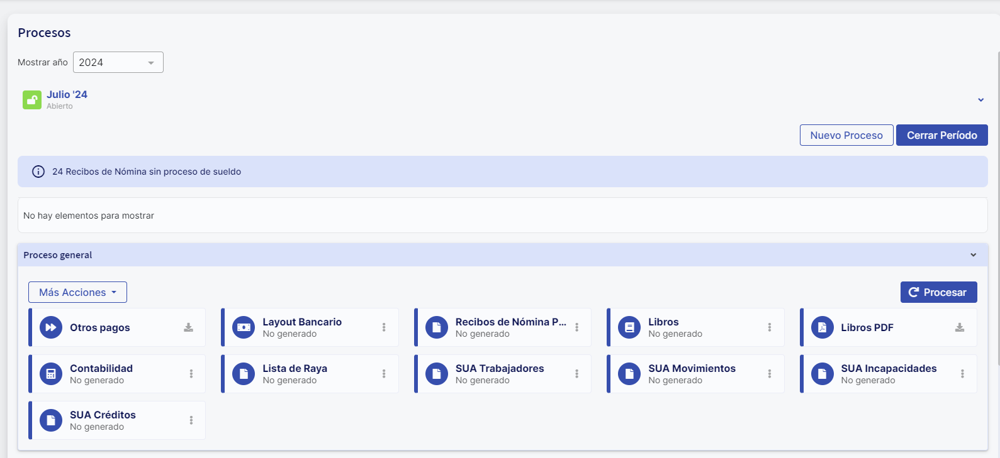 Procesos
Mostrar año 2024
Julio '24
Abierto
Nuevo Proceso Cerrar Período
24 Recibos de Nómina sin proceso de sueldo
No hay elementos para mostrar
Proceso general
Más Acciones Procesar
Otros pagos
Layout Bancario
No generado
Recibos de Nómina P...
No generado
Libros
No generado
Libros PDF
Contabilidad
No generado
Lista de Raya
No generado
SUA Trabajadores
No generado
SUA Movimientos
No generado
SUA Incapacidades
No generado
SUA Créditos
No generado